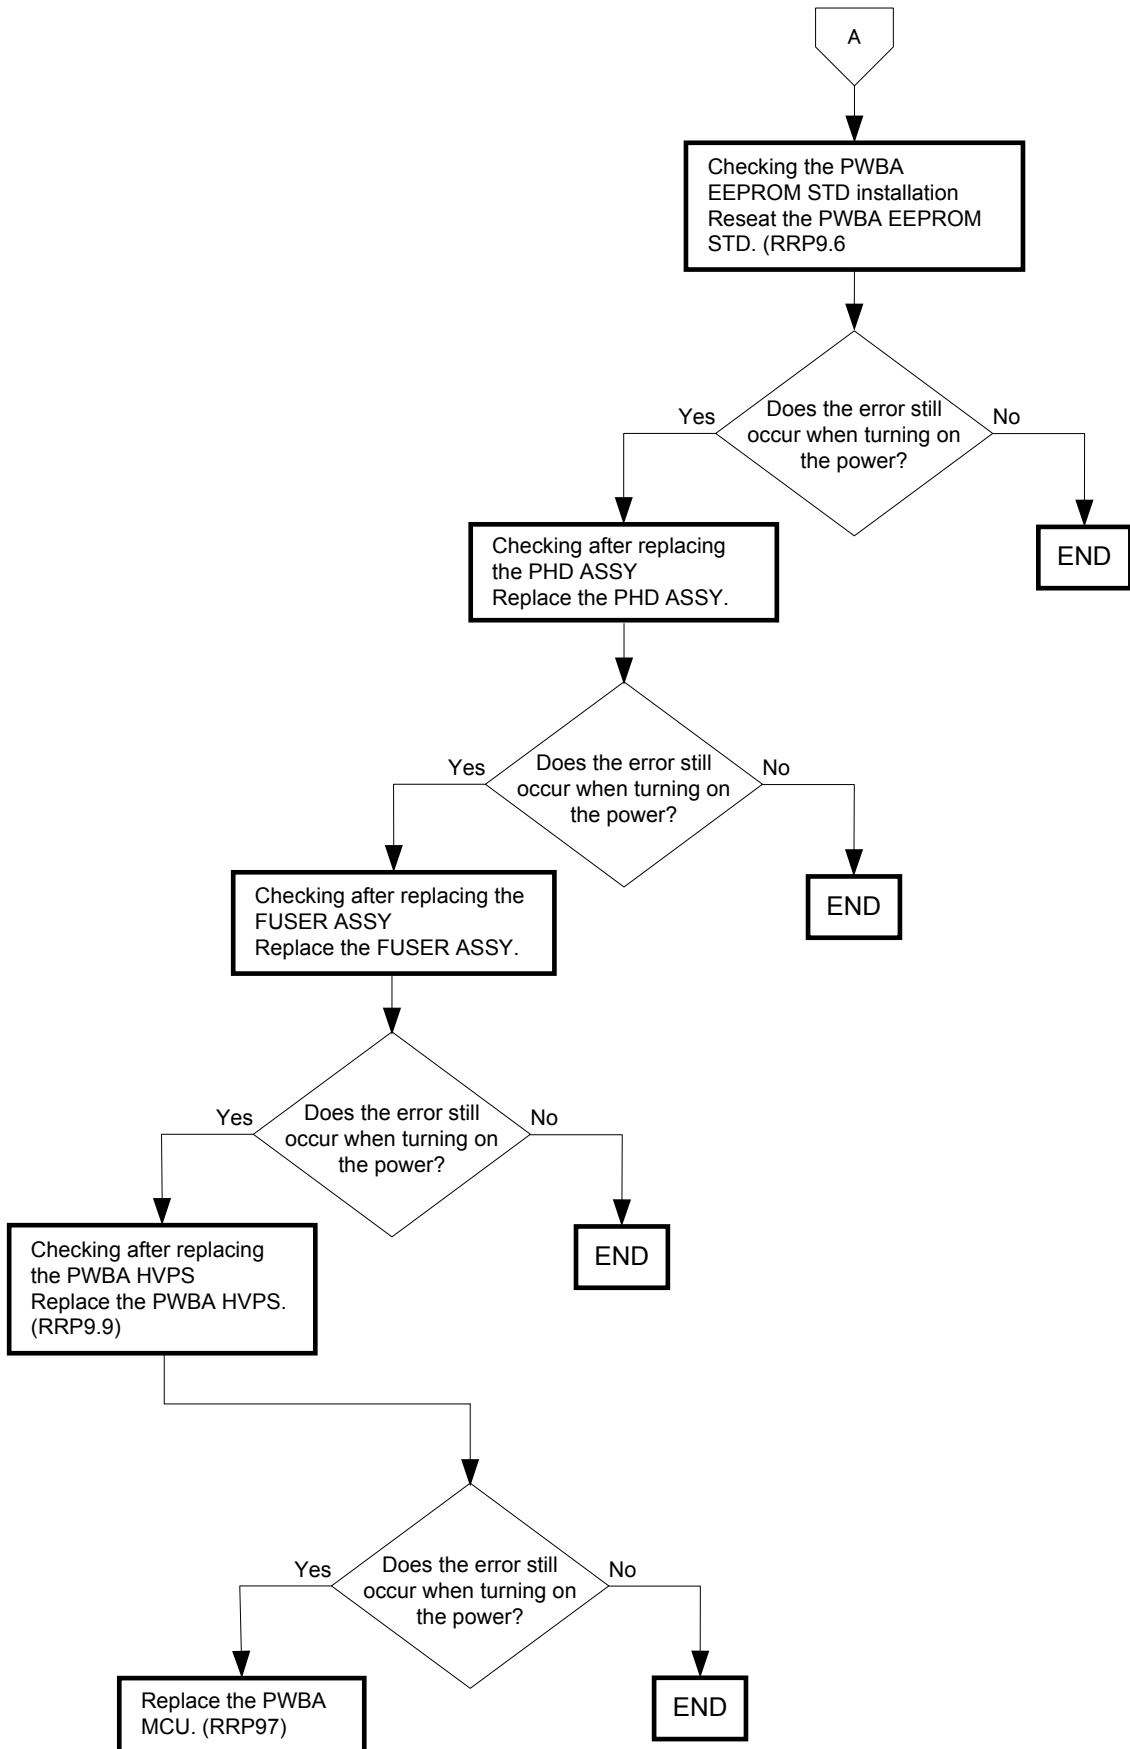 A
Checking the PWBA
EEPROM STD installation
Reseat the PWBA EEPROM
STD. (RRP9.6
Does the error still
occur when turning on
the power?
Yes
No
END
Checking after replacing
the PHD ASSY
Replace the PHD ASSY.
Does the error still
occur when turning on
the power?
Yes
No
END
Checking after replacing the
FUSER ASSY
Replace the FUSER ASSY.
Does the error still
occur when turning on
the power?
Yes
No
END
Checking after replacing
the PWBA HVPS
Replace the PWBA HVPS.
(RRP9.9)
Does the error still
occur when turning on
the power?
Yes
No
END
Replace the PWBA
MCU. (RRP97)